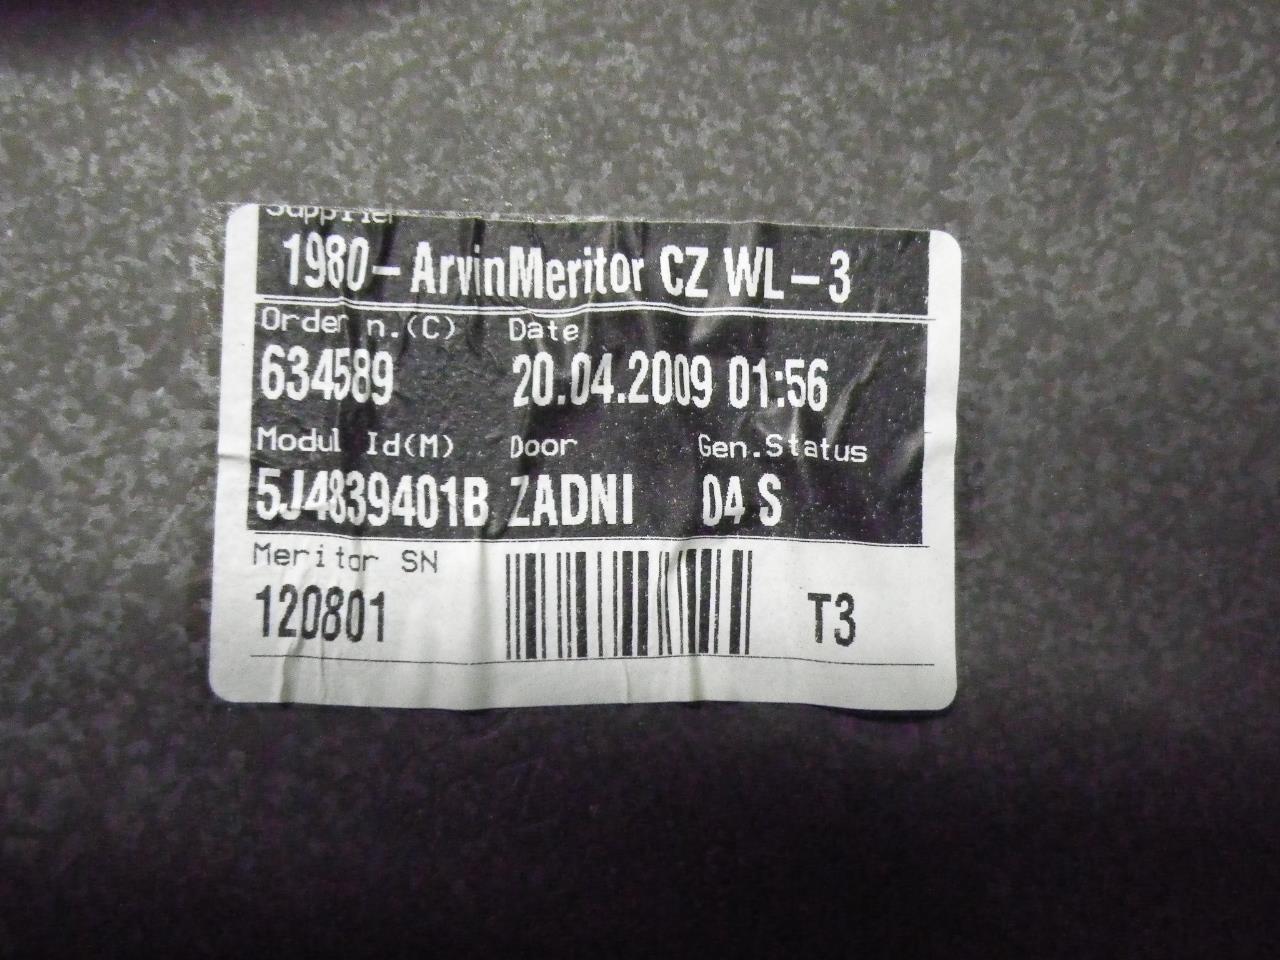 Supplier
1980- ArvinMeritor CZ WL-3
Order n.(C) Date
634589 20.04.2009 01:56
Modul Id(M) Door Gen.Status
5J4839401B ZADNI 04 S
Meritor SN
120801 T3